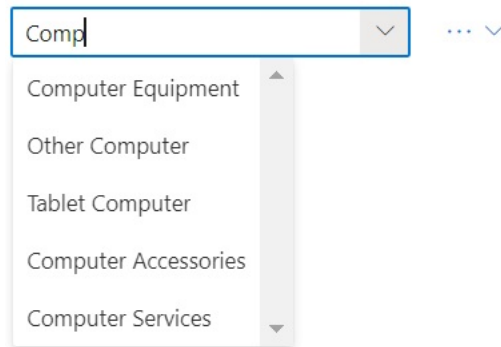 Comp
Computer Equipment
Other Computer
Tablet Computer
Computer Accessories
Computer Services